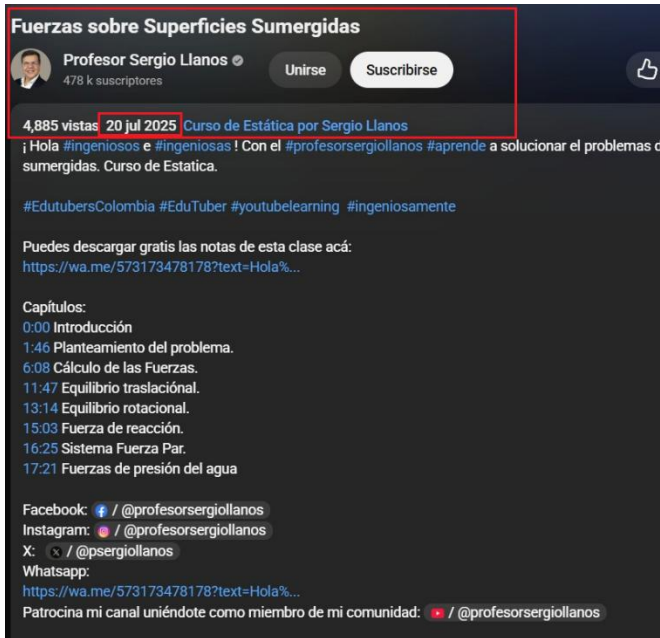 Fuerzas sobre Superficies Sumergidas
Profesor Sergio Llanos
478 k suscriptores
Unirse
Suscribirse
4,885 vistas 20 jul 2025 Curso de Estática por Sergio Llanos
¡ Hola #ingeniosos e #ingeniosas ! Con el #profesorsergiollanos #aprende a solucionar el problemas
sumergidas. Curso de Estatica.
#EdutubersColombia #EduTuber #youtubelearning #ingeniosamente
Puedes descargar gratis las notas de esta clase acá:
https://wa.me/573173478178?text=Hola%...
Capítulos:
0:00 Introducción
1:46 Planteamiento del problema.
6:08 Cálculo de las Fuerzas.
11:47 Equilibrio traslaciónal.
13:14 Equilibrio rotacional.
15:03 Fuerza de reacción.
16:25 Sistema Fuerza Par.
17:21 Fuerzas de presión del agua
Facebook: / @profesorsergiollanos
Instagram: / @profesorsergiollanos
X: / @psergiollanos
Whatsapp:
https://wa.me/573173478178?text=Hola%...
Patrocina mi canal uniéndote como miembro de mi comunidad: / @profesorsergiollanos